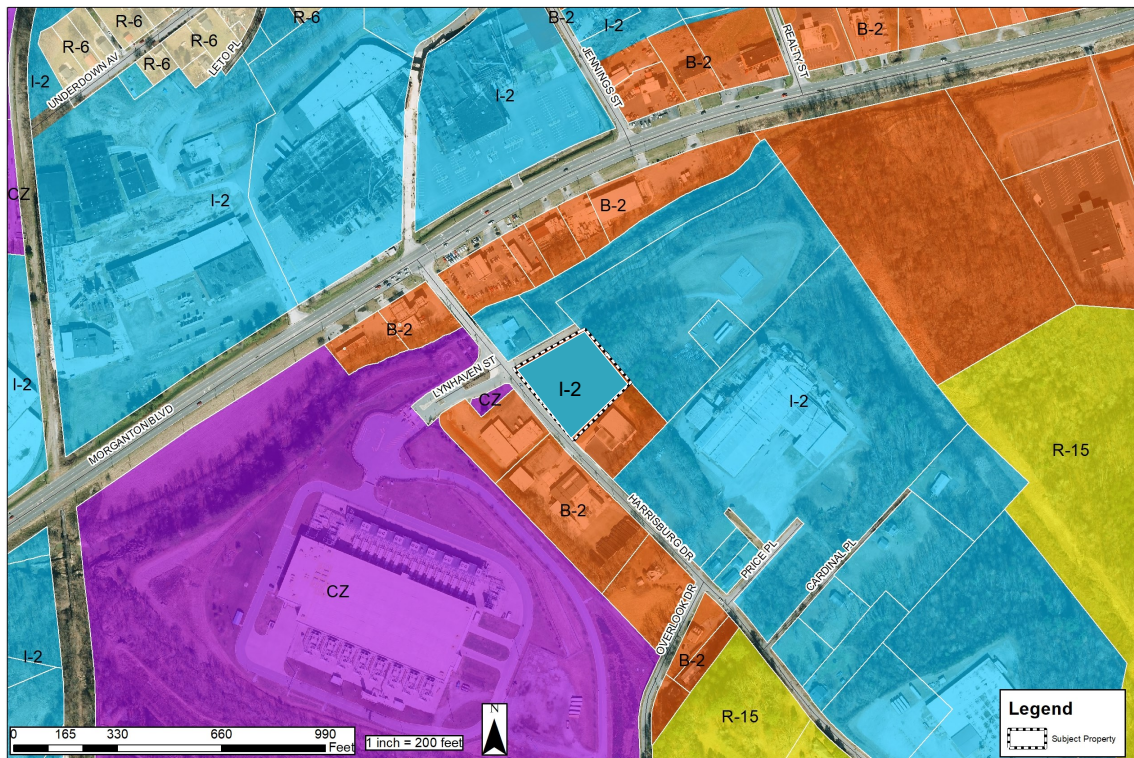 R-6
B-2
I-2
R-6
R-6
B-2
R-6
LETO PL
I-2
UNDERDOWN AV
JENNINGS ST
REALTY ST
B-2
I-2
CZ
I-2
B-2
B-2
I-2
LYNHAVEN ST
CZ
I-2
I-2
MORGANTON BLVD
R-15
B-2
HARRISBURG DR
PRICE PL
CARDINAL PL
CZ
OVERLOOK DR
I-2
B-2
R-15
N
0 165 330 660 990
Feet
1 inch = 200 feet
Legend
Subject Property